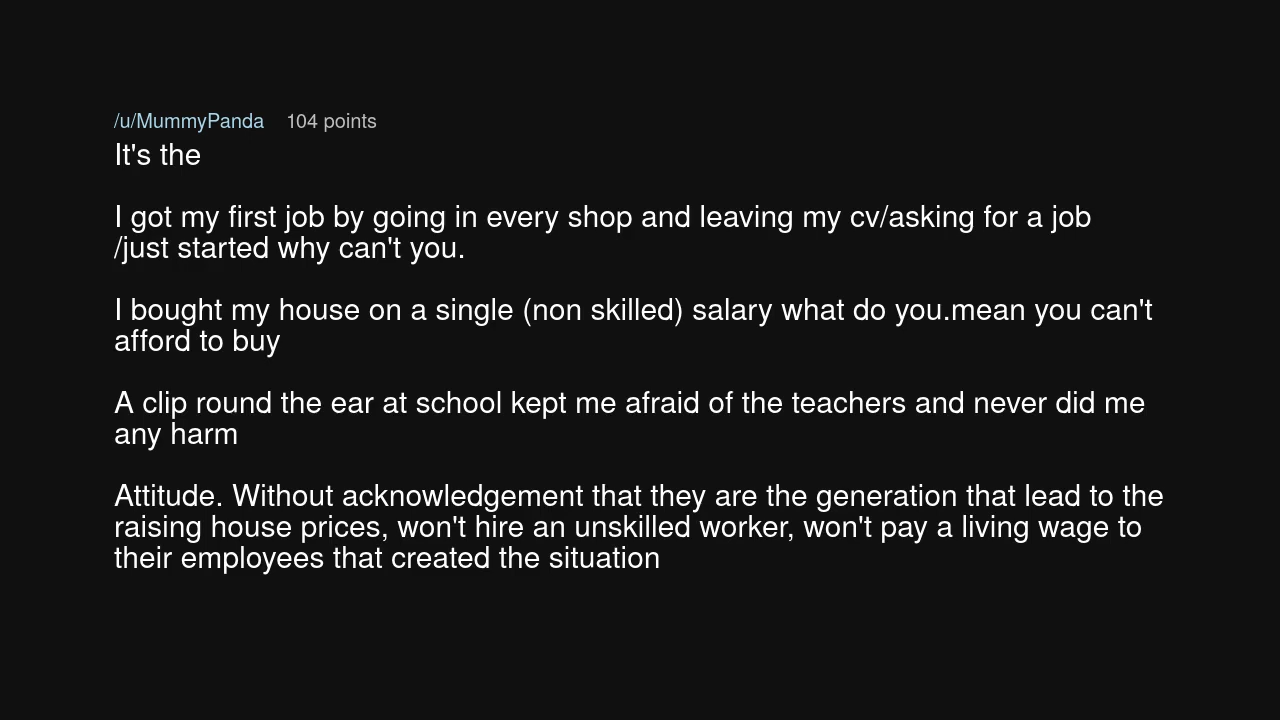 /u/MummyPanda 104 points
It's the
I got my first job by going in every shop and leaving my cv/asking for a job
/just started why can't you.
I bought my house on a single (non skilled) salary what do you.mean you can't
afford to buy
A clip round the ear at school kept me afraid of the teachers and never did me
any harm
Attitude. Without acknowledgement that they are the generation that lead to the
raising house prices, won't hire an unskilled worker, won't pay a living wage to
their employees that created the situation